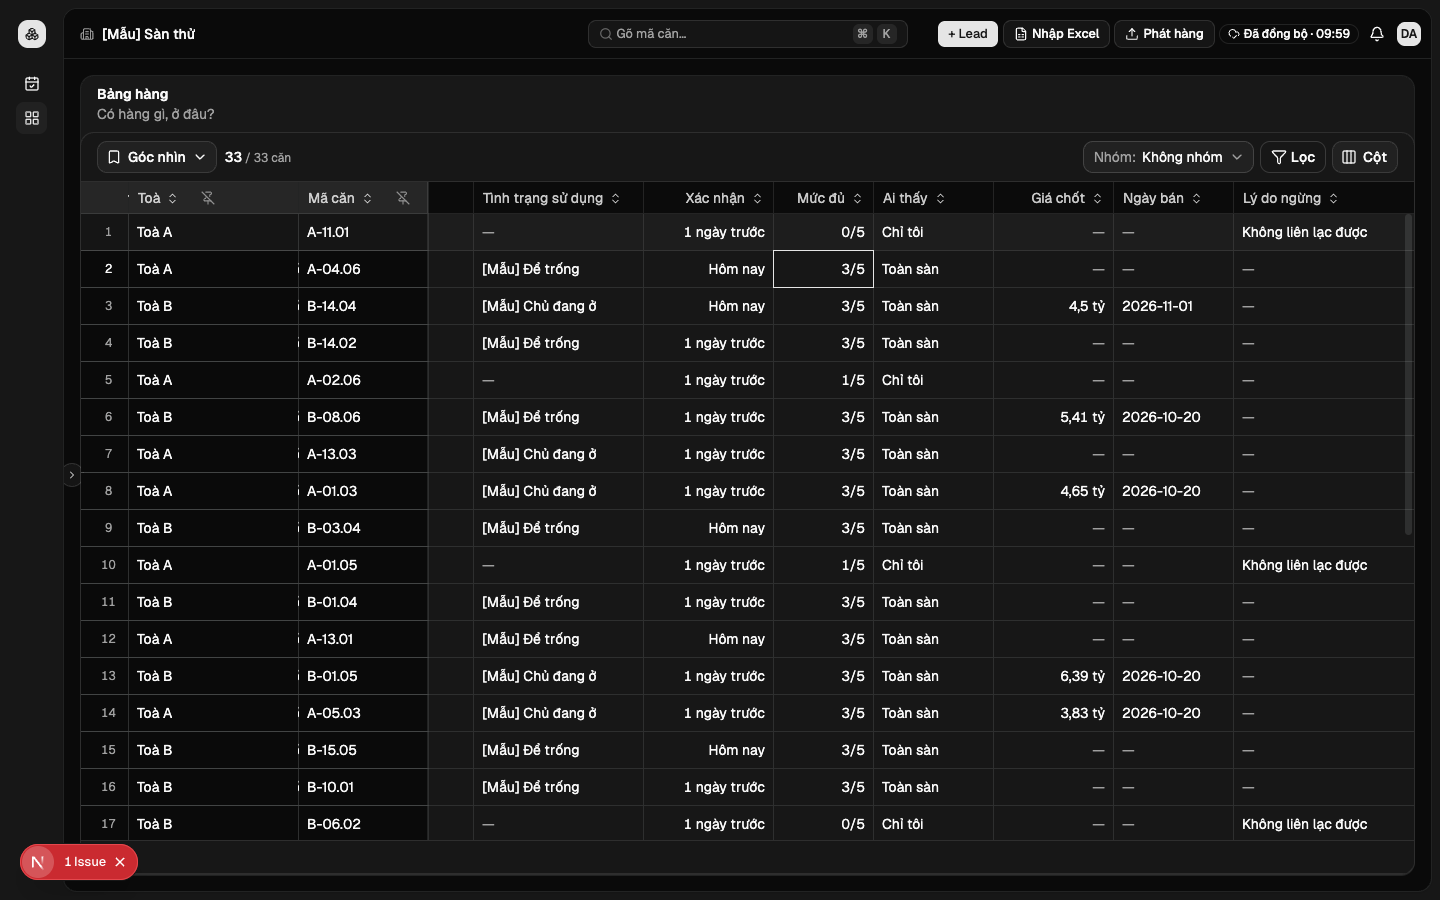 [Mẫu] Sàn thử
Gõ mã căn...
⌘ K
+ Lead
Nhập Excel
Phát hàng
Đã đồng bộ · 09:59
DA
Bảng hàng
Có hàng gì, ở đâu?
Góc nhìn
33 / 33 căn
Nhóm: Không nhóm
Lọc
Cột
Toà Mã căn Tình trạng sử dụng Xác nhận Mức đủ Ai thấy Giá chốt Ngày bán Lý do ngừng
1 Toà A A-11.01 — 1 ngày trước 0/5 Chỉ tôi — — Không liên lạc được
2 Toà A A-04.06 [Mẫu] Để trống Hôm nay 3/5 Toàn sàn — — —
3 Toà B B-14.04 [Mẫu] Chủ đang ở Hôm nay 3/5 Toàn sàn 4,5 tỷ 2026-11-01 —
4 Toà B B-14.02 [Mẫu] Để trống 1 ngày trước 3/5 Toàn sàn — — —
5 Toà A A-02.06 — 1 ngày trước 1/5 Chỉ tôi — — —
6 Toà B B-08.06 [Mẫu] Để trống 1 ngày trước 3/5 Toàn sàn 5,41 tỷ 2026-10-20 —
7 Toà A A-13.03 [Mẫu] Chủ đang ở 1 ngày trước 3/5 Toàn sàn — — —
8 Toà A A-01.03 [Mẫu] Chủ đang ở 1 ngày trước 3/5 Toàn sàn 4,65 tỷ 2026-10-20 —
9 Toà B B-03.04 [Mẫu] Để trống Hôm nay 3/5 Toàn sàn — — —
10 Toà A A-01.05 — 1 ngày trước 1/5 Chỉ tôi — — Không liên lạc được
11 Toà B B-01.04 [Mẫu] Để trống 1 ngày trước 3/5 Toàn sàn — — —
12 Toà A A-13.01 [Mẫu] Để trống Hôm nay 3/5 Toàn sàn — — —
13 Toà B B-01.05 [Mẫu] Chủ đang ở 1 ngày trước 3/5 Toàn sàn 6,39 tỷ 2026-10-20 —
14 Toà A A-05.03 [Mẫu] Chủ đang ở 1 ngày trước 3/5 Toàn sàn 3,83 tỷ 2026-10-20 —
15 Toà B B-15.05 [Mẫu] Để trống Hôm nay 3/5 Toàn sàn — — —
16 Toà B B-10.01 [Mẫu] Để trống 1 ngày trước 3/5 Toàn sàn — — —
17 Toà B B-06.02 — 1 ngày trước 0/5 Chỉ tôi — — Không liên lạc được
N 1 Issue